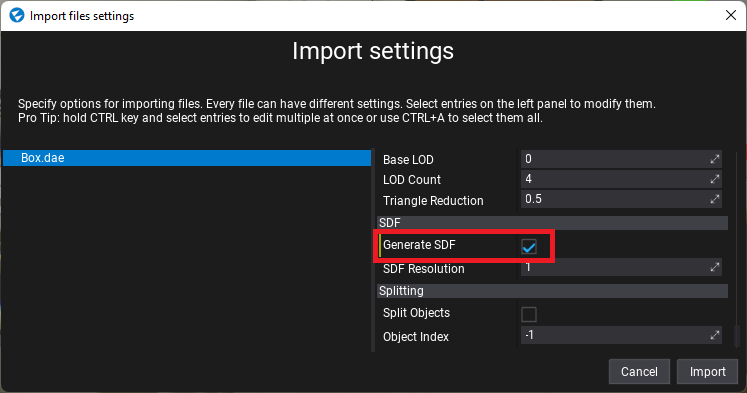 Import files settings
Import settings
Specify options for importing files. Every file can have different settings. Select entries on the left panel to modify them.
Pro Tip: hold CTRL key and select entries to edit multiple at once or use CTRL+A to select them all.
Box.dae
Base LOD 0
LOD Count 4
Triangle Reduction 0.5
SDF
Generate SDF
SDF Resolution 1
Splitting
Split Objects
Object Index -1
Cancel Import